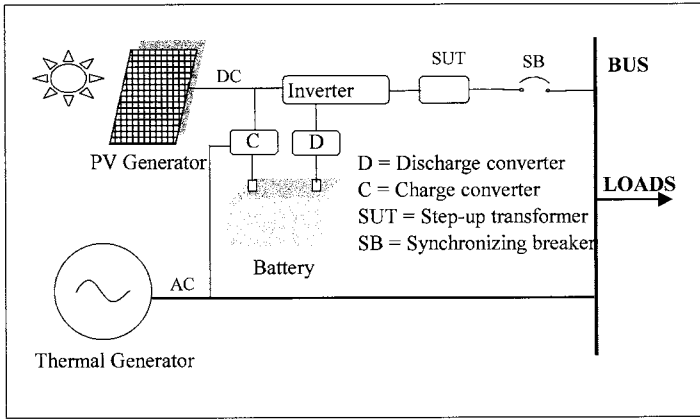 SUT
SB
BUS
DC
Inverter
PV Generator
C
D
D = Discharge converter
C = Charge converter
LOADS
SUT = Step-up transformer
SB = Synchronizing breaker
Battery
AC
Thermal Generator